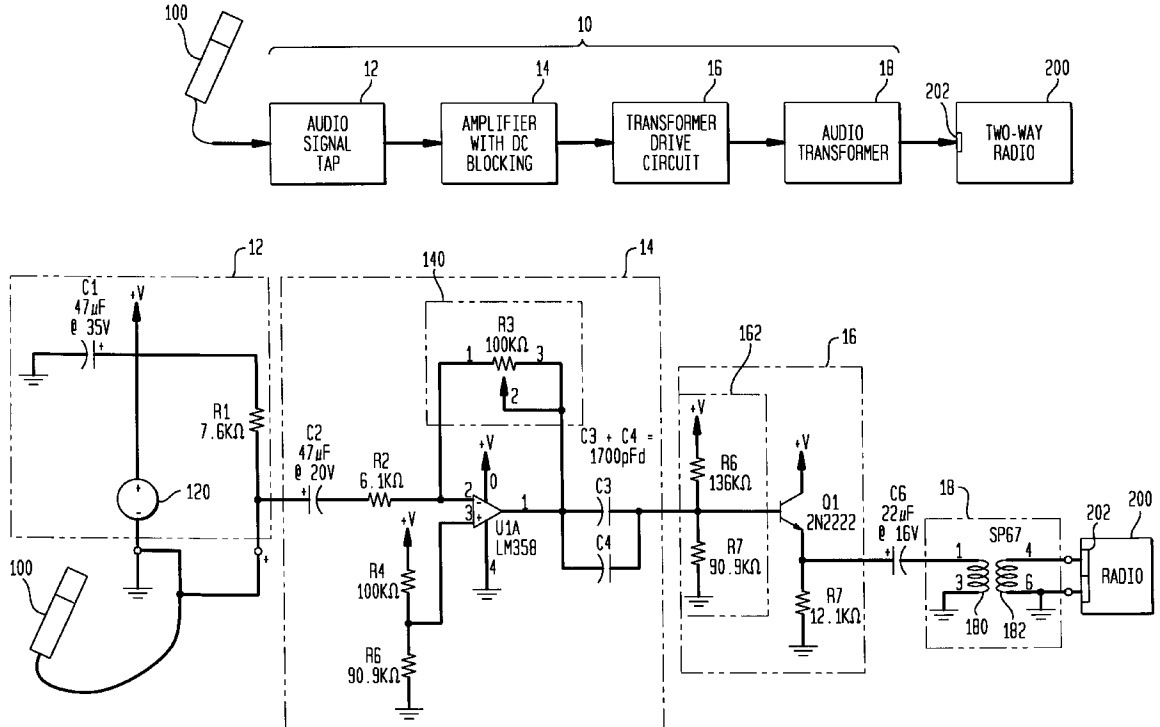 100
10
12
14
16
18
202
200
AUDIO
SIGNAL
TAP
AMPLIFIER
WITH DC
BLOCKING
TRANSFORMER
DRIVE
CIRCUIT
AUDIO
TRANSFORMER
TWO-WAY
RADIO
12
C1
47µF
@ 35V
+
+V
R1
7.6KΩ
+
-
120
+
100
14
140
R3
100KΩ
1
3
2
C2
47µF
@ 20V
+
R2
6.1KΩ
+V
0
2
-
3
+
1
U1A
LM358
4
+V
R4
100KΩ
R6
90.9KΩ
C3 + C4 =
1700pFd
C3
C4
16
162
+V
R6
136KΩ
R7
90.9KΩ
+V
Q1
2N2222
R7
12.1KΩ
C6
22µF
@ 16V
+
18
SP67
1
3
4
6
180
182
202
200
RADIO